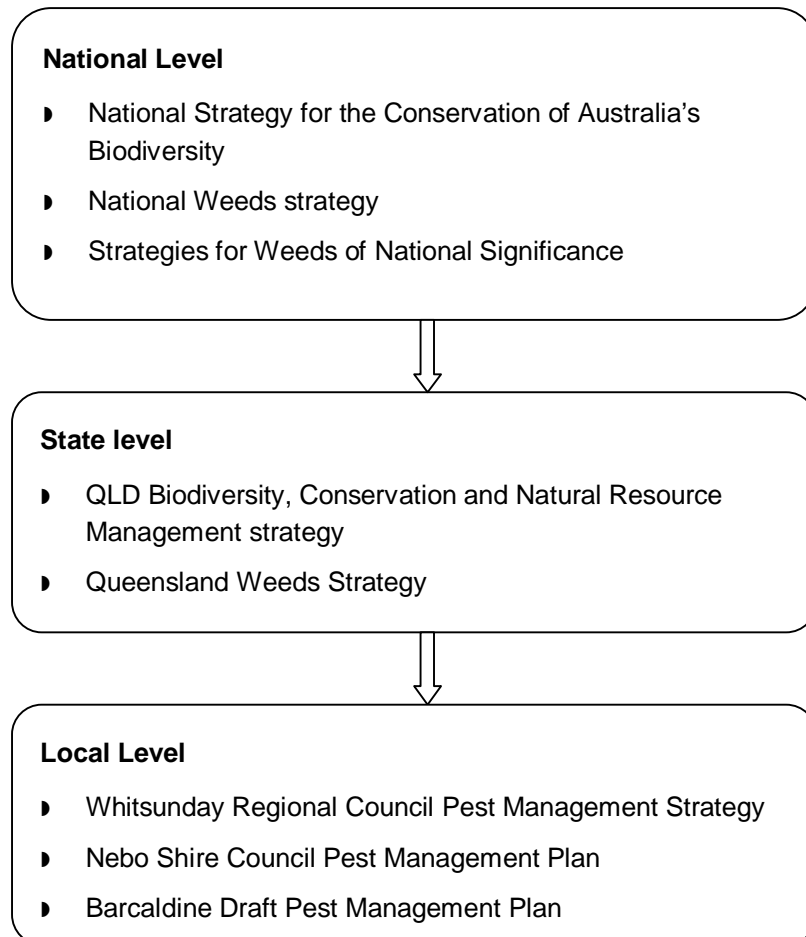 National Level
◗ National Strategy for the Conservation of Australia’s
Biodiversity
◗ National Weeds strategy
◗ Strategies for Weeds of National Significance
State level
◗ QLD Biodiversity, Conservation and Natural Resource
Management strategy
◗ Queensland Weeds Strategy
Local Level
◗ Whitsunday Regional Council Pest Management Strategy
◗ Nebo Shire Council Pest Management Plan
◗ Barcaldine Draft Pest Management Plan